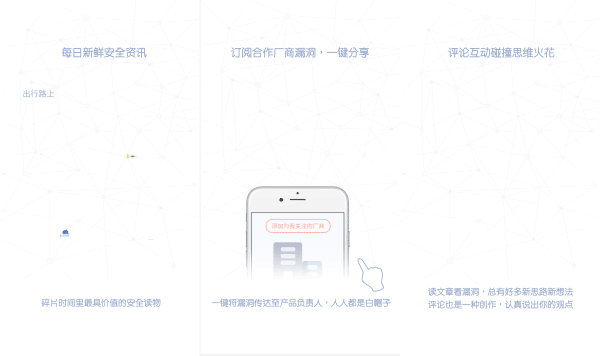 每日新鲜安全资讯
出行路上
碎片时间里最具价值的安全读物
订阅合作厂商漏洞，一键分享
添加为我关注的厂商
一键将漏洞传达至产品负责人，人人都是白帽子
评论互动碰撞思维火花
读文章看漏洞，总有好多新思路新想法
评论也是一种创作，认真说出你的观点